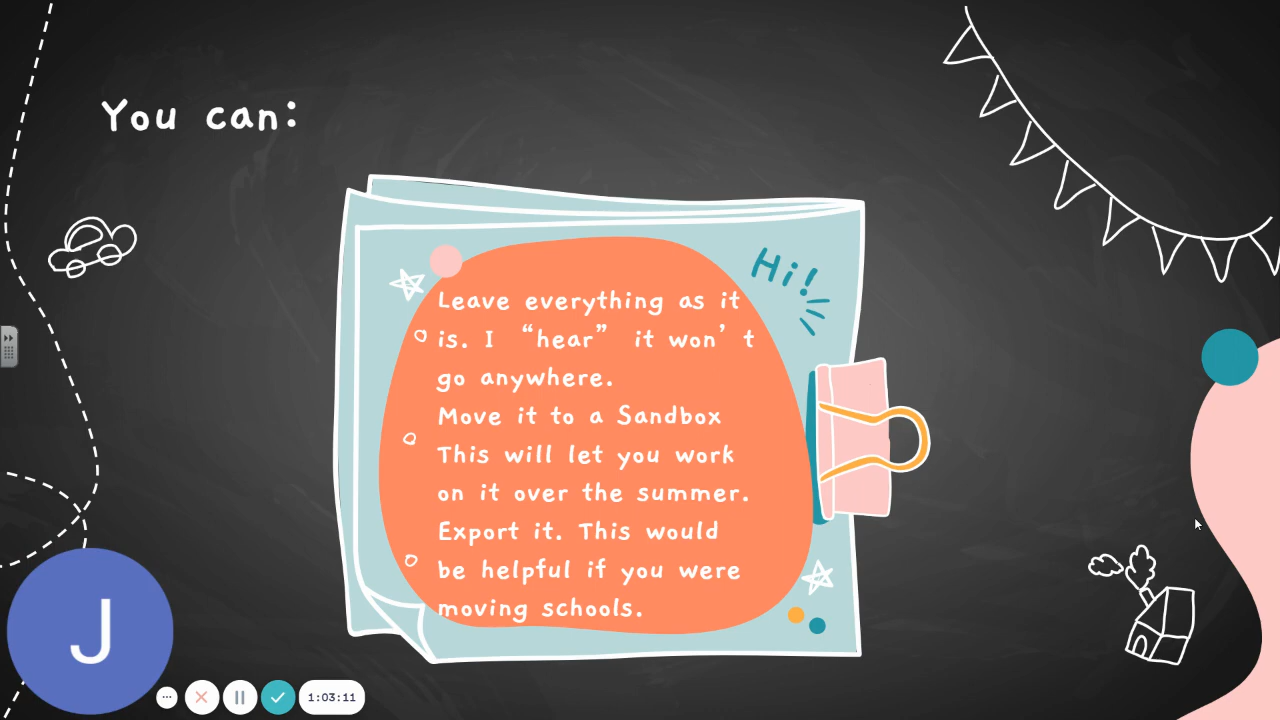 You can:
Hi!
Leave everything as it
is. I “hear” it won’t
go anywhere.
Move it to a Sandbox
This will let you work
on it over the summer.
Export it. This would
be helpful if you were
moving schools.
J
1:03:11